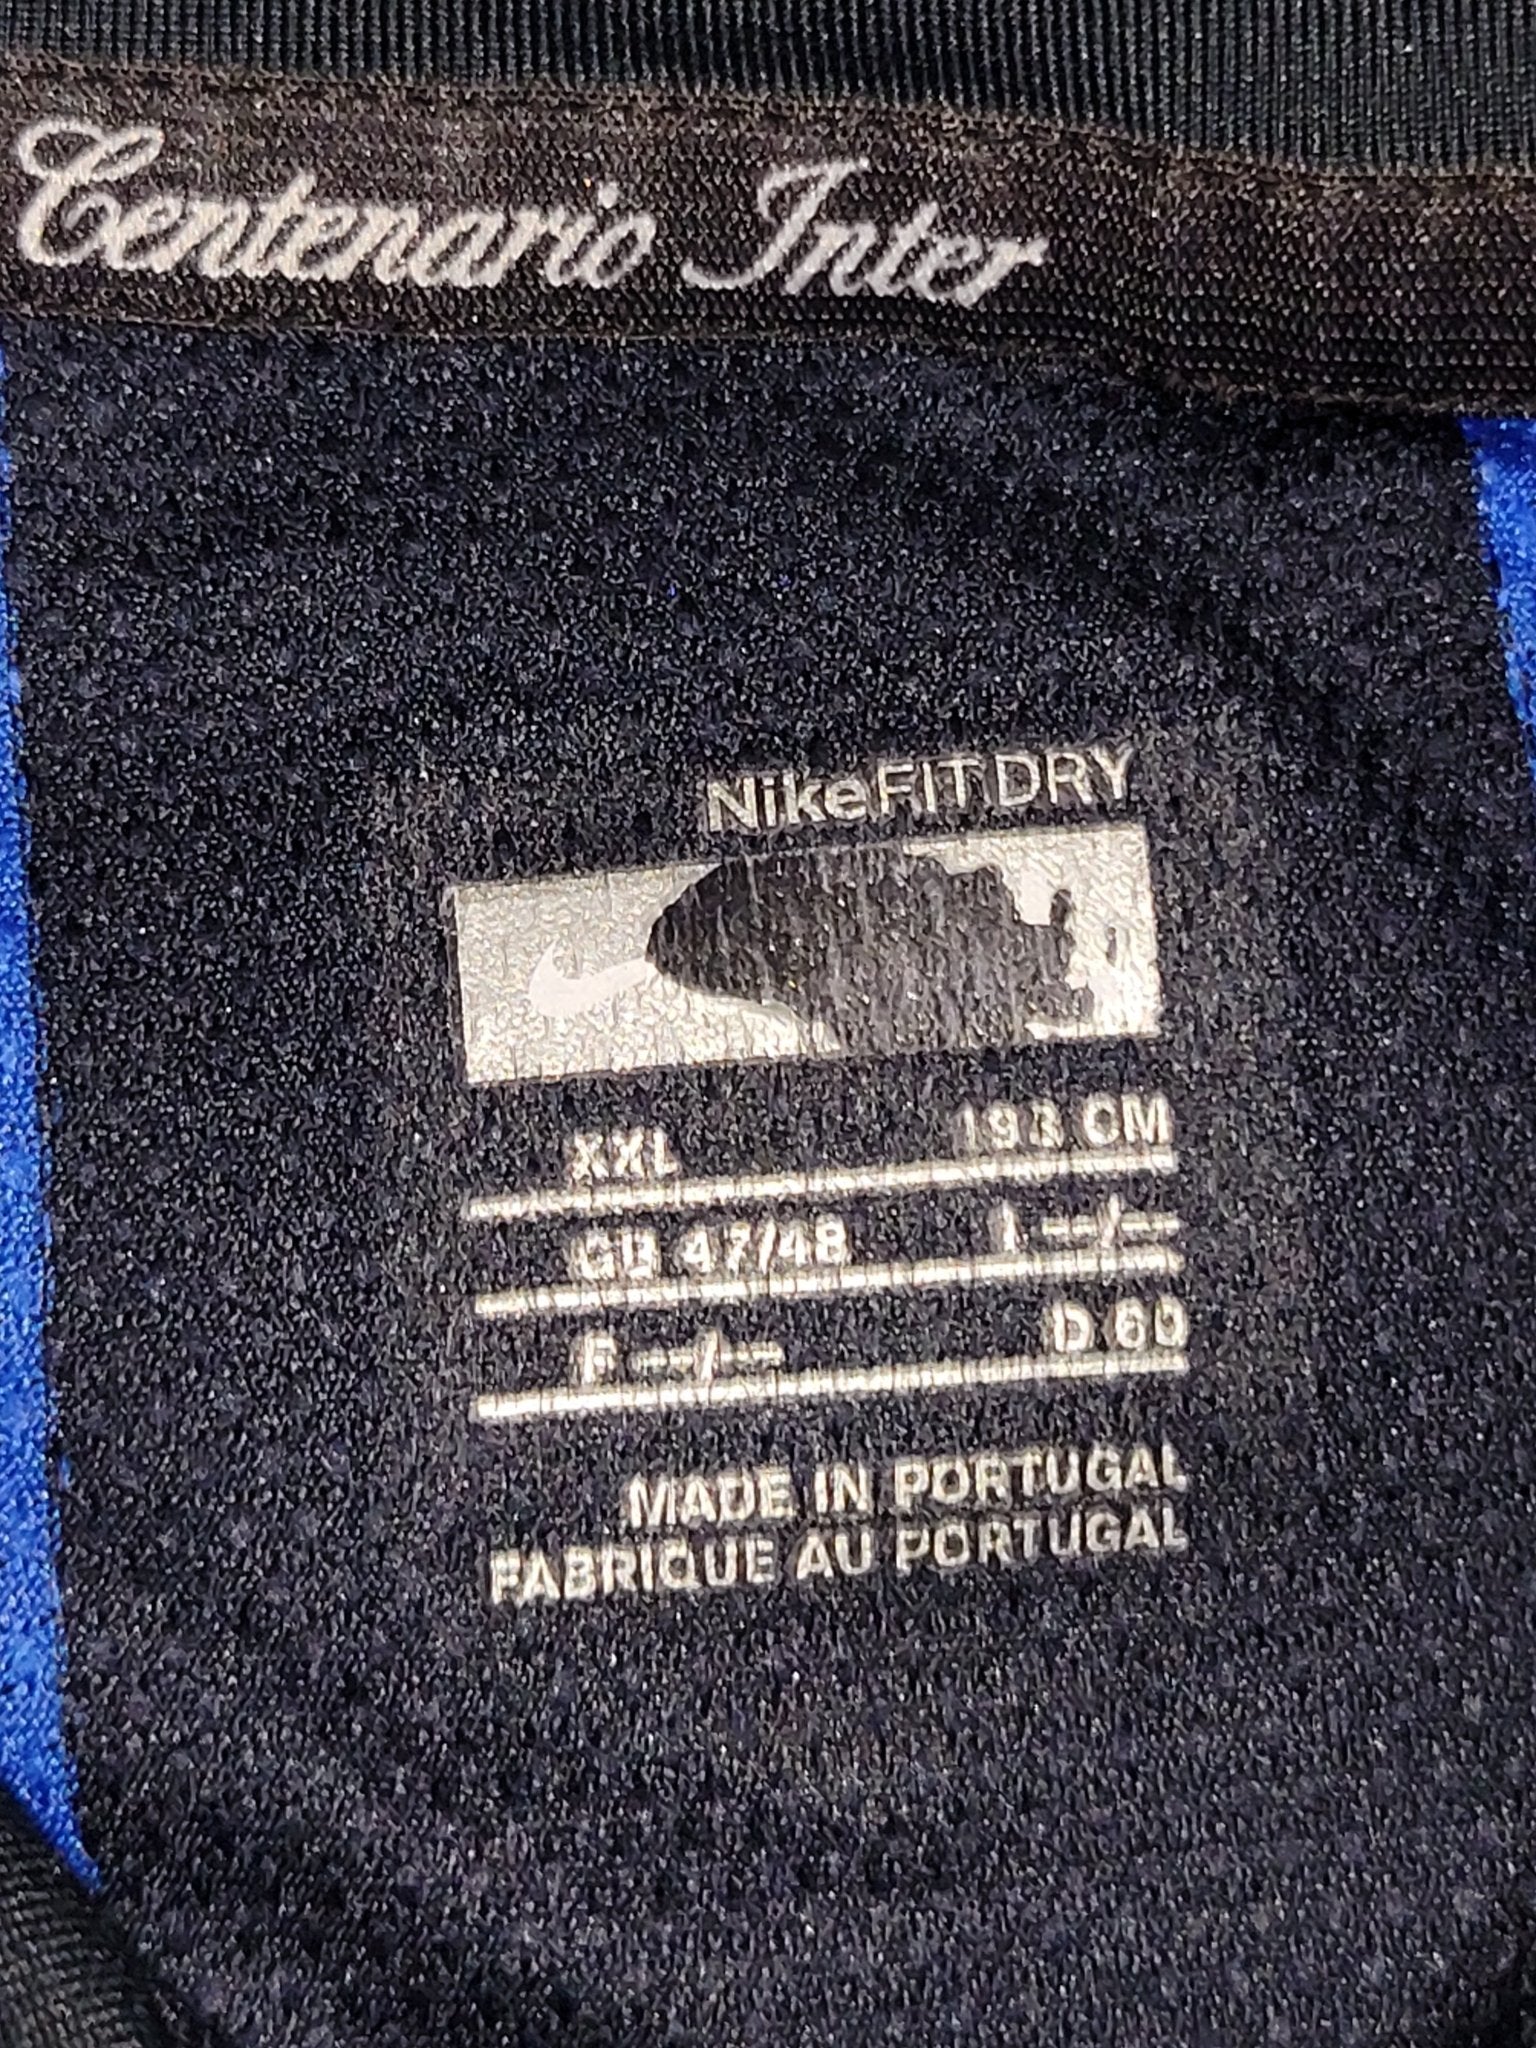 Centenario Inter
NikeFIT DRY
XXL 193 CM
GB 47/48 I --/--
F --/-- D 60
MADE IN PORTUGAL
FABRIQUE AU PORTUGAL